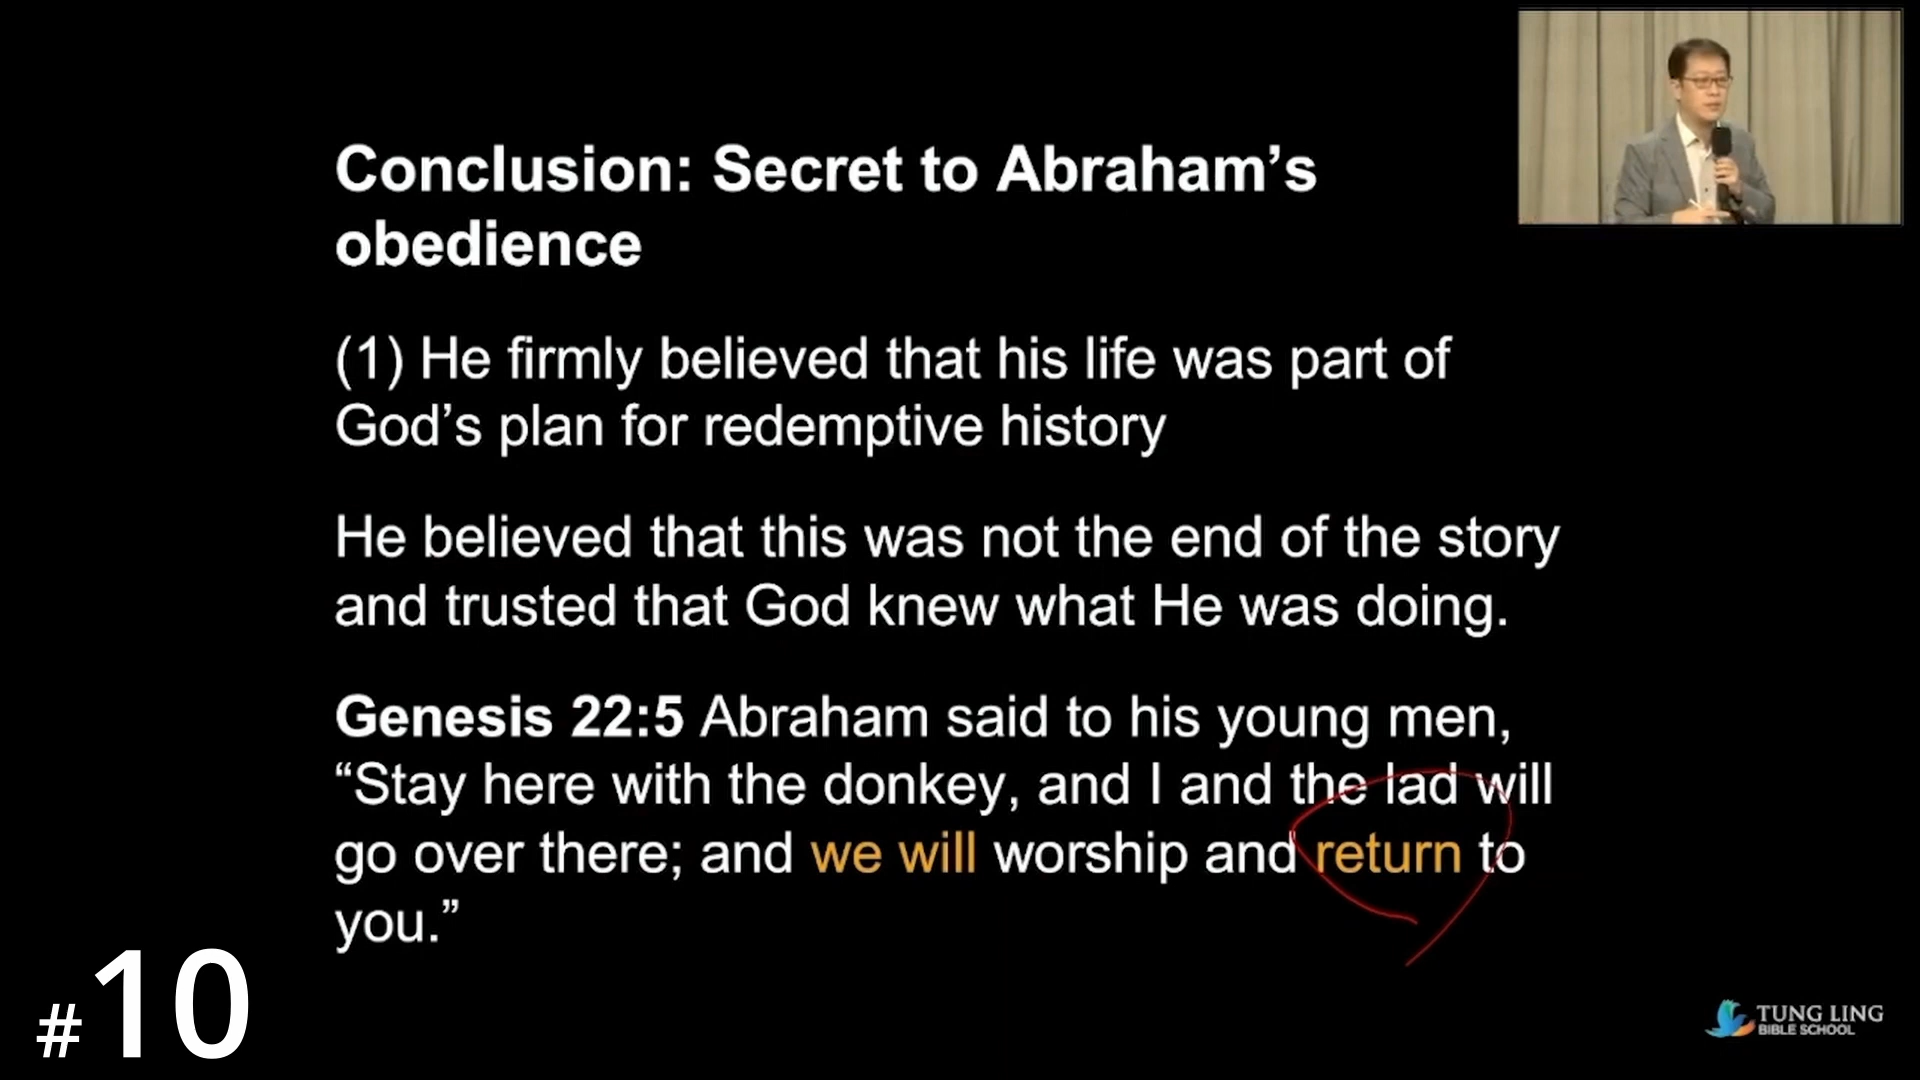 Conclusion: Secret to Abraham’s
obedience
(1) He firmly believed that his life was part of
God’s plan for redemptive history
He believed that this was not the end of the story
and trusted that God knew what He was doing.
Genesis 22:5 Abraham said to his young men,
“Stay here with the donkey, and I and the lad will
go over there; and we will worship and return to
you.”
#10
TUNG LING
BIBLE SCHOOL